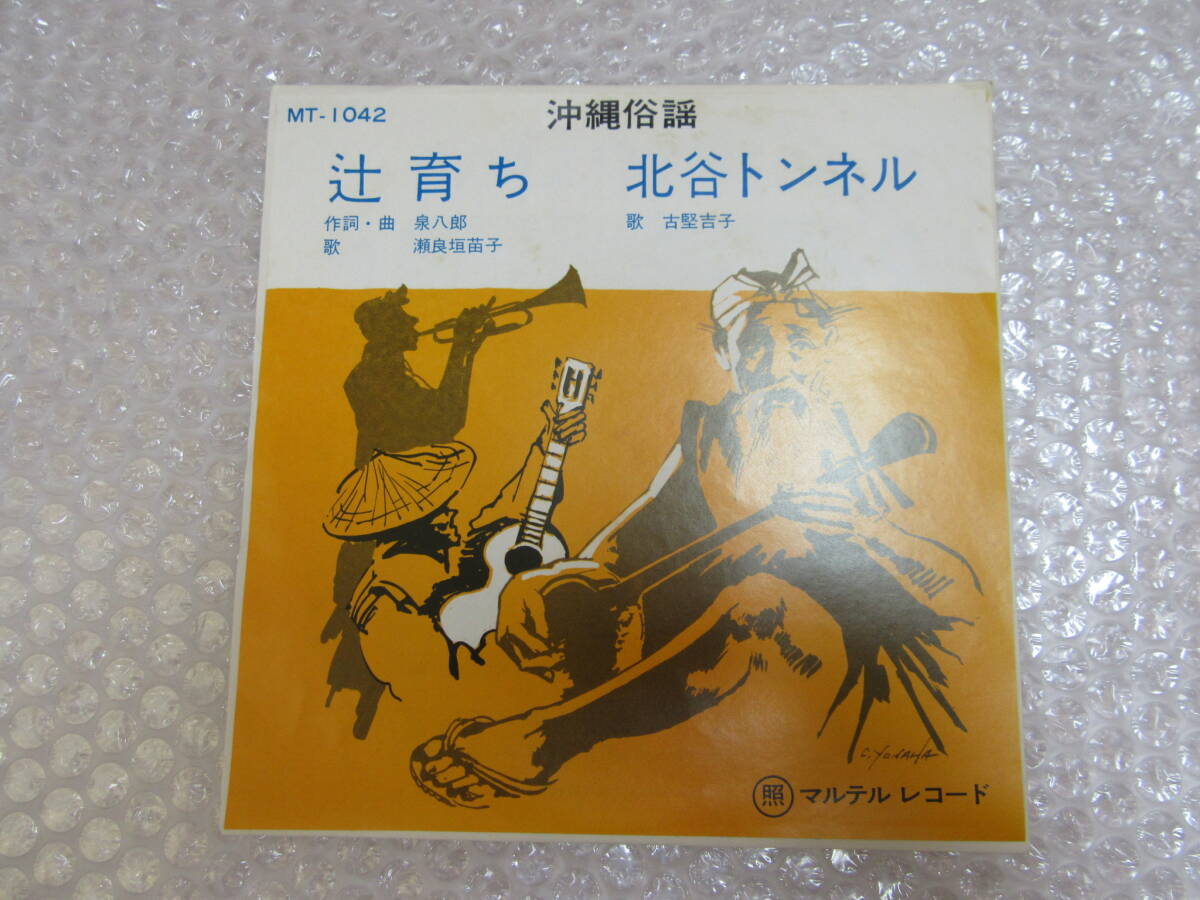 MT-1042
沖縄俗謡
辻育ち
作詞・曲 泉八郎
歌 瀬良垣苗子
北谷トンネル
歌 古堅吉子
C. YONAHA
照 マルテル レコード